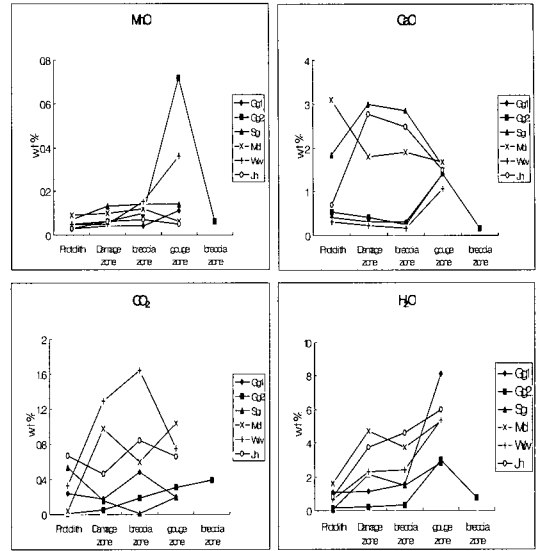 MnO
0.8
0.6
0.4
0.2
0
wt%
Protolith
Damage zone
breccia zone
gouge zone
breccia zone
Gg1
Gg2
Sg
Md
Ww
Jh
CaO
4
3
2
1
0
wt%
Protolith
Damage zone
breccia zone
gouge zone
breccia zone
Gg1
Gg2
Sg
Md
Ww
Jh
CO2
2
1.6
1.2
0.8
0.4
0
wt%
Protolith
Damage zone
breccia zone
gouge zone
breccia zone
Gg1
Gg2
Sg
Md
Ww
Jh
H2O
10
8
6
4
2
0
wt%
Protolith
Damage zone
breccia zone
gouge zone
breccia zone
Gg1
Gg2
Sg
Md
Ww
Jh